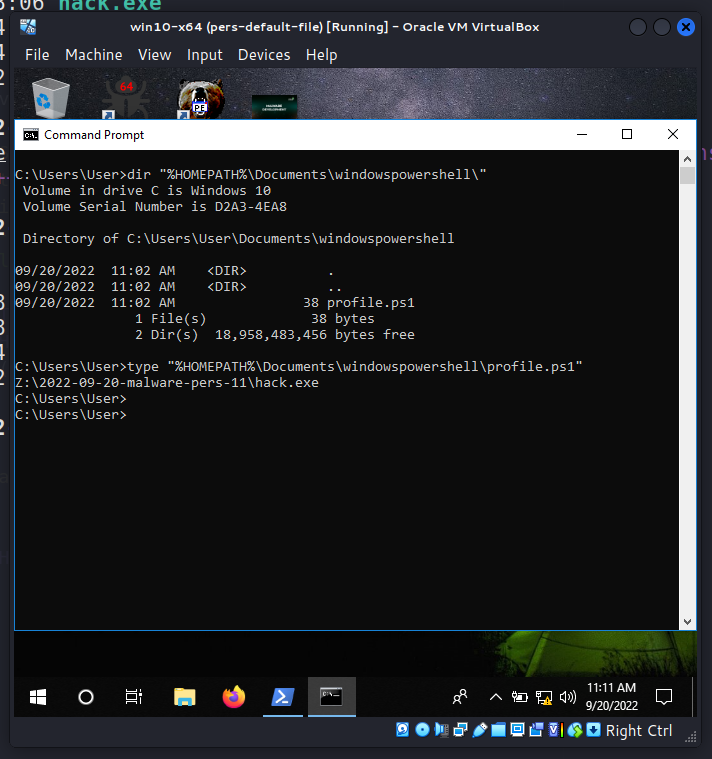 8:06 hack.exe
win10-x64 (pers-default-file) [Running] - Oracle VM VirtualBox
File Machine View Input Devices Help
64
PE
MALWARE
DEVELOPMENT
Command Prompt
C:\Users\User>dir "%HOMEPATH%\Documents\windowspowershell\"
Volume in drive C is Windows 10
Volume Serial Number is D2A3-4EA8
Directory of C:\Users\User\Documents\windowspowershell
09/20/2022 11:02 AM <DIR> .
09/20/2022 11:02 AM <DIR> ..
09/20/2022 11:02 AM 38 profile.ps1
1 File(s) 38 bytes
2 Dir(s) 18,958,483,456 bytes free
C:\Users\User>type "%HOMEPATH%\Documents\windowspowershell\profile.ps1"
Z:\2022-09-20-malware-pers-11\hack.exe
C:\Users\User>
C:\Users\User>
11:11 AM
9/20/2022
Right Ctrl